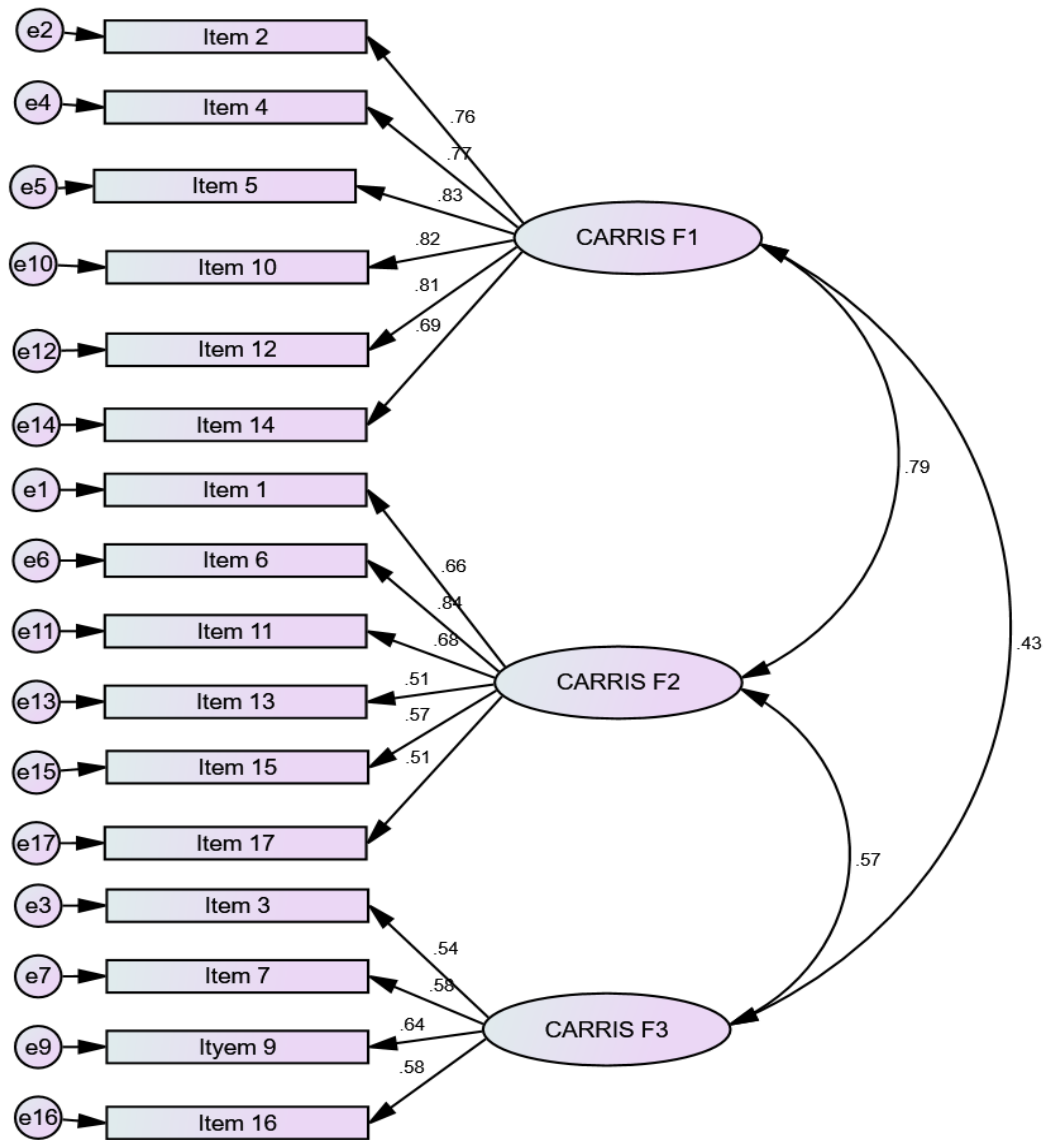 e2 Item 2
.76
e4 Item 4
.77
e5 Item 5
.83
CARRIS F1
e10 Item 10
.82
.81
e12 Item 12
.69
e14 Item 14
.79
e1 Item 1
.66
e6 Item 6
.84
e11 Item 11
.68
.43
CARRIS F2
e13 Item 13
.51
.57
e15 Item 15
.51
e17 Item 17
.57
e3 Item 3
.54
e7 Item 7
.58
CARRIS F3
e9 Ityem 9
.64
.58
e16 Item 16